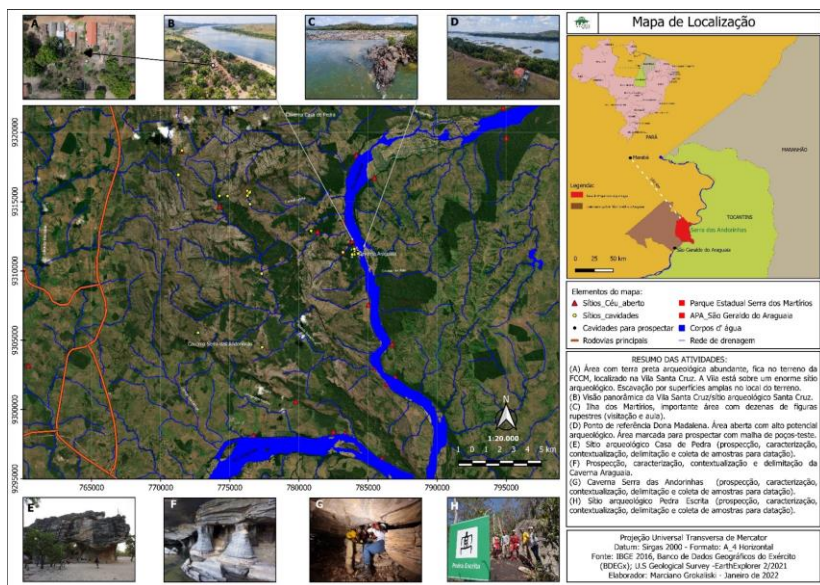 A
B
C
D
Mapa de Localização
PARÁ
MARANHÃO
Marabá
TOCANTINS
Serra das Andorinhas
São Geraldo do Araguaia
Legenda:
0 25 50 km
Caverna Casa de Pedra
Caverna Serra das Andorinhas
9320000
9315000
9310000
9305000
9300000
9295000
765000 770000 775000 780000 785000 790000 795000
N
1:20.000
1 0 1 2 3 4 5 km
Elementos do mapa:
Sítios_Céu_aberto
Sítios_cavidades
Cavidades para prospectar
Rodovias principais
Parque Estadual Serra dos Martírios
APA_São Geraldo do Araguaia
Corpos d' água
Rede de drenagem
RESUMO DAS ATIVIDADES:
(A) Área com terra preta arqueológica abundante, fica no terreno da
FCCM, localizado na Vila Santa Cruz. A Vila está sobre um enorme sítio
arqueológico. Escavação por superfícies amplas no local do terreno.
(B) Visão panorâmica da Vila Santa Cruz/sítio arqueológico Santa Cruz.
(C) Ilha dos Martírios, importante área com dezenas de figuras
rupestres (visitação e aula).
(D) Ponto de referência Dona Madalena. Área aberta com alto potencial
arqueológico. Área marcada para prospectar com malha de poços-teste.
(E) Sítio arqueológico Casa de Pedra (prospecção, caracterização,
contextualização, delimitação e coleta de amostras para datação).
(F) Prospecção, caracterização, contextualização e delimitação da
Caverna Araguaia.
(G) Caverna Serra das Andorinhas (prospecção, caracterização,
contextualização, delimitação e coleta de amostras para datação).
(H) Sítio arqueológico Pedra Escrita (prospecção, caracterização,
contextualização, delimitação e coleta de amostras para datação).
E
F
G
H
Pedra Escrita
Projeção Universal Transversa de Mercator
Datum: Sirgas 2000 - Formato: A_4 Horizontal
Fonte: IBGE 2016, Banco de Dados Geográficos do Exército
(BDGEx); U.S Geological Survey -EarthExplorer 2/2021
Elaborador: Marciano Grokalski - Janeiro de 2022